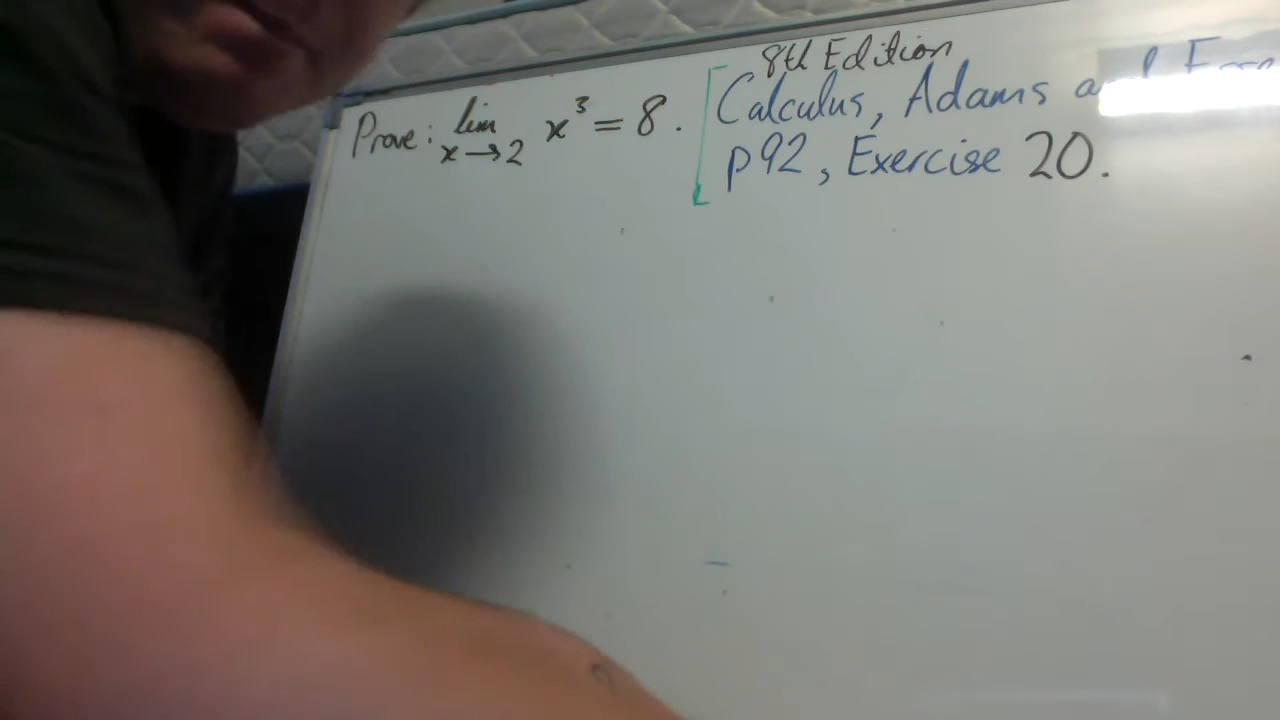 Prove: lim x→2 x³ = 8.
8th Edition
Calculus, Adams
p92, Exercise 20.